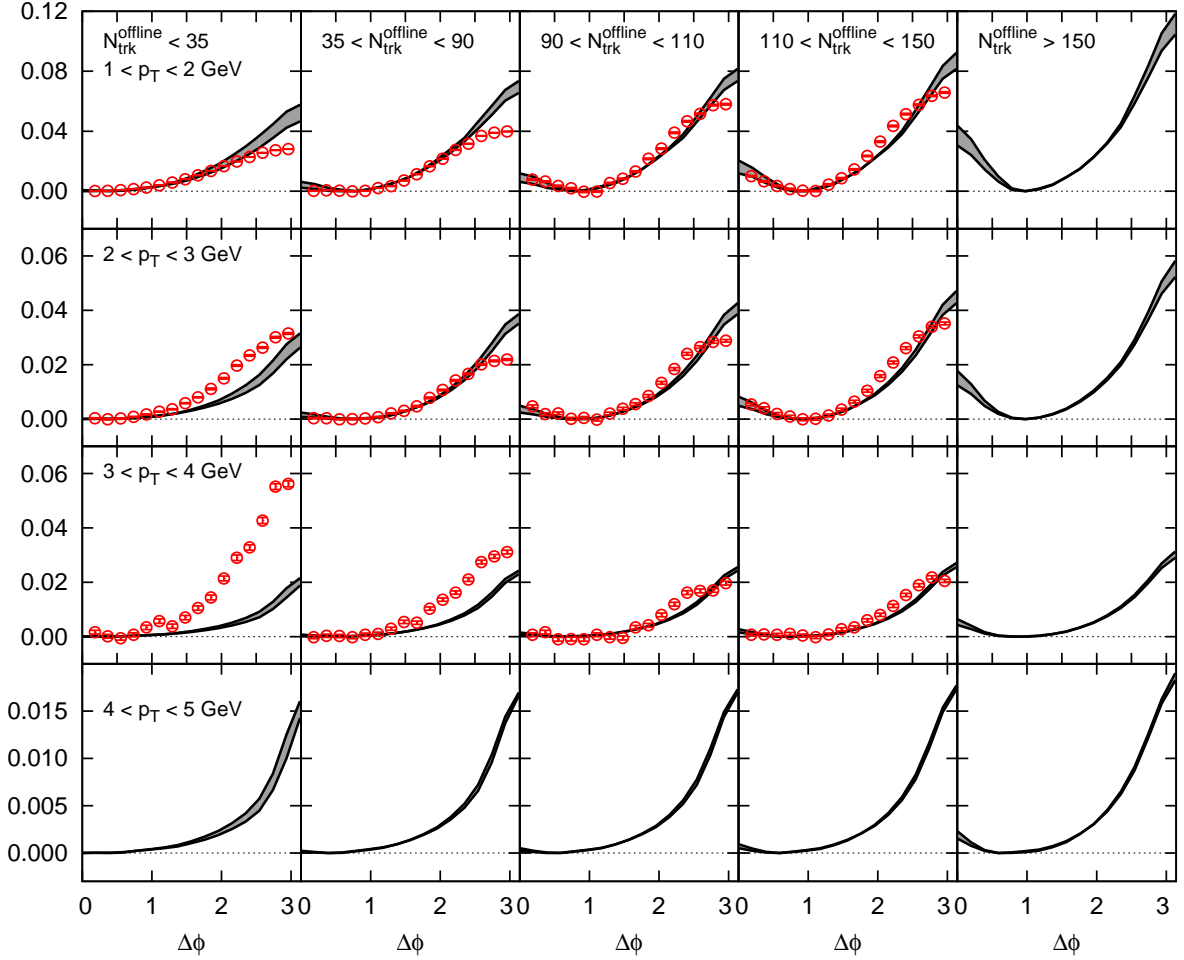 0.12
0.08
0.04
0.00
N_trk^offline < 35
1 < p_T < 2 GeV
35 < N_trk^offline < 90
90 < N_trk^offline < 110
110 < N_trk^offline < 150
N_trk^offline > 150
0.06
0.04
0.02
0.00
2 < p_T < 3 GeV
0.06
0.04
0.02
0.00
3 < p_T < 4 GeV
0.015
0.010
0.005
0.000
4 < p_T < 5 GeV
0 1 2 3 0 1 2 3 0 1 2 3 0 1 2 3 0 1 2 3
Δϕ Δϕ Δϕ Δϕ Δϕ